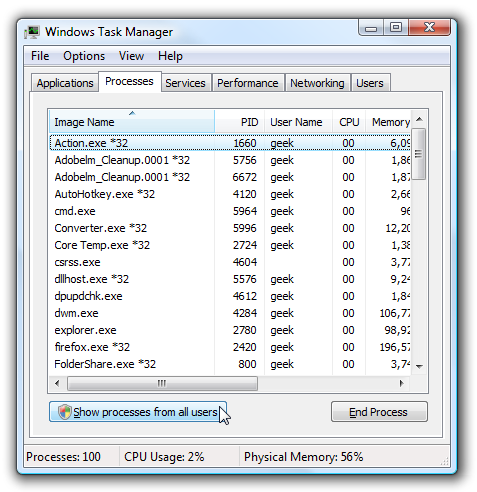 Windows Task Manager
File Options View Help
Applications Processes Services Performance Networking Users
Image Name PID User Name CPU Memory
Action.exe *32 1660 geek 00 6,09
Adobelm_Cleanup.0001 *32 5756 geek 00 1,86
Adobelm_Cleanup.0001 *32 6672 geek 00 1,87
AutoHotkey.exe *32 4120 geek 00 2,66
cmd.exe 5964 geek 00 96
Converter.exe *32 5996 geek 00 12,20
Core Temp.exe *32 2724 geek 00 1,38
csrss.exe 4604 00 3,77
dllhost.exe *32 5576 geek 00 9,24
dpupdchk.exe 4612 geek 00 1,84
dwm.exe 4284 geek 00 106,77
explorer.exe 2780 geek 00 98,92
firefox.exe *32 2420 geek 00 196,57
FolderShare.exe *32 800 geek 00 3,74
Show processes from all users End Process
Processes: 100 CPU Usage: 2% Physical Memory: 56%